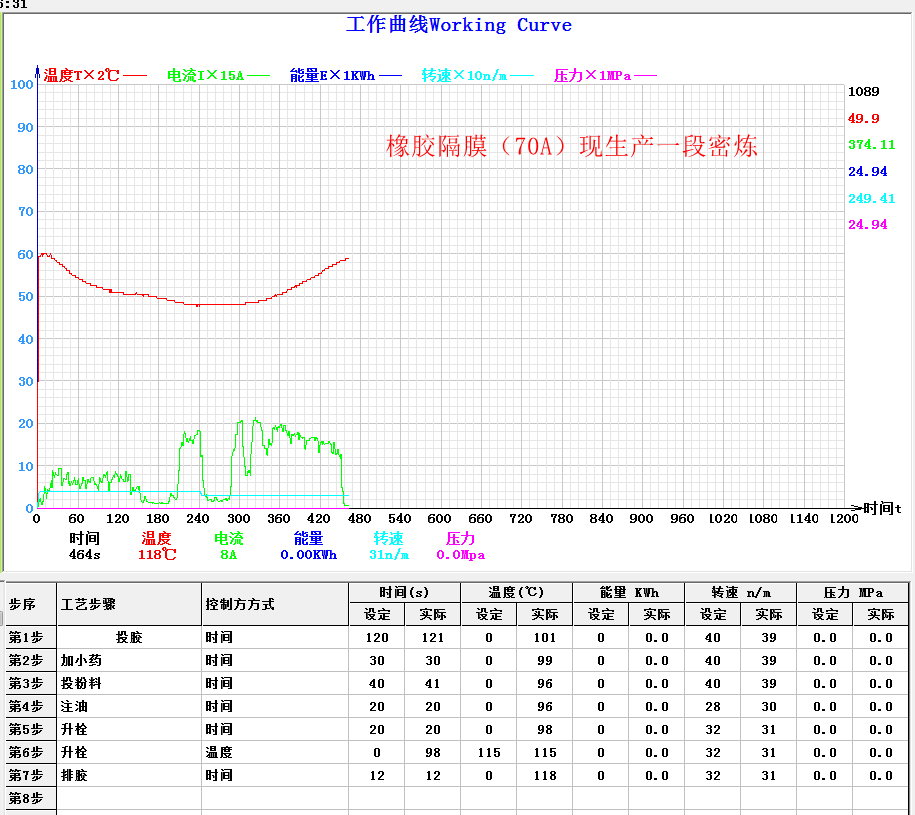 6:31
工作曲线Working Curve
温度T×2℃ 电流I×15A 能量E×1KWh 转速×10n/m 压力×1MPa
100
90
80
70
60
50
40
30
20
10
0
1089
49.9
374.11
24.94
249.41
24.94
橡胶隔膜（70A）现生产一段密炼
0 60 120 180 240 300 360 420 480 540 600 660 720 780 840 900 960 1020 1080 1140 1200 时间t
时间 温度 电流 能量 转速 压力
464s 118℃ 8A 0.00KWh 31n/m 0.0Mpa
步序 工艺步骤 控制方方式 时间(s) 温度(℃) 能量 KWh 转速 n/m 压力 MPa
设定 实际 设定 实际 设定 实际 设定 实际 设定 实际
第1步 投胶 时间 120 121 0 101 0 0.0 40 39 0.0 0.0
第2步 加小药 时间 30 30 0 99 0 0.0 40 39 0.0 0.0
第3步 投粉料 时间 40 41 0 96 0 0.0 40 39 0.0 0.0
第4步 注油 时间 20 20 0 96 0 0.0 28 30 0.0 0.0
第5步 升栓 时间 20 20 0 98 0 0.0 32 31 0.0 0.0
第6步 升栓 温度 0 98 115 115 0 0.0 32 31 0.0 0.0
第7步 排胶 时间 12 12 0 118 0 0.0 32 31 0.0 0.0
第8步